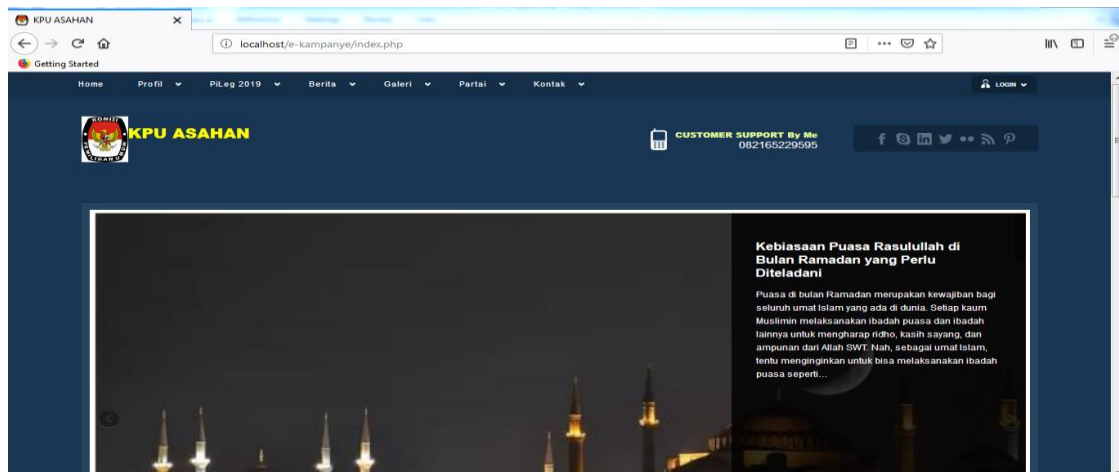 KPU ASAHAN
localhost/e-kampanye/index.php
Getting Started
Home Profil PiLeg 2019 Berita Galeri Partai Kontak LOGIN
KOMISI
PEMILIHAN UMUM
KPU ASAHAN
CUSTOMER SUPPORT By Me
082165229595
Kebiasaan Puasa Rasulullah di
Bulan Ramadan yang Perlu
Diteladani
Puasa di bulan Ramadan merupakan kewajiban bagi
seluruh umat Islam yang ada di dunia. Setiap kaum
Muslimin melaksanakan ibadah puasa dan ibadah
lainnya untuk mengharap ridho, kasih sayang, dan
ampunan dari Allah SWT. Nah, sebagai umat Islam,
tentu menginginkan untuk bisa melaksanakan ibadah
puasa seperti...